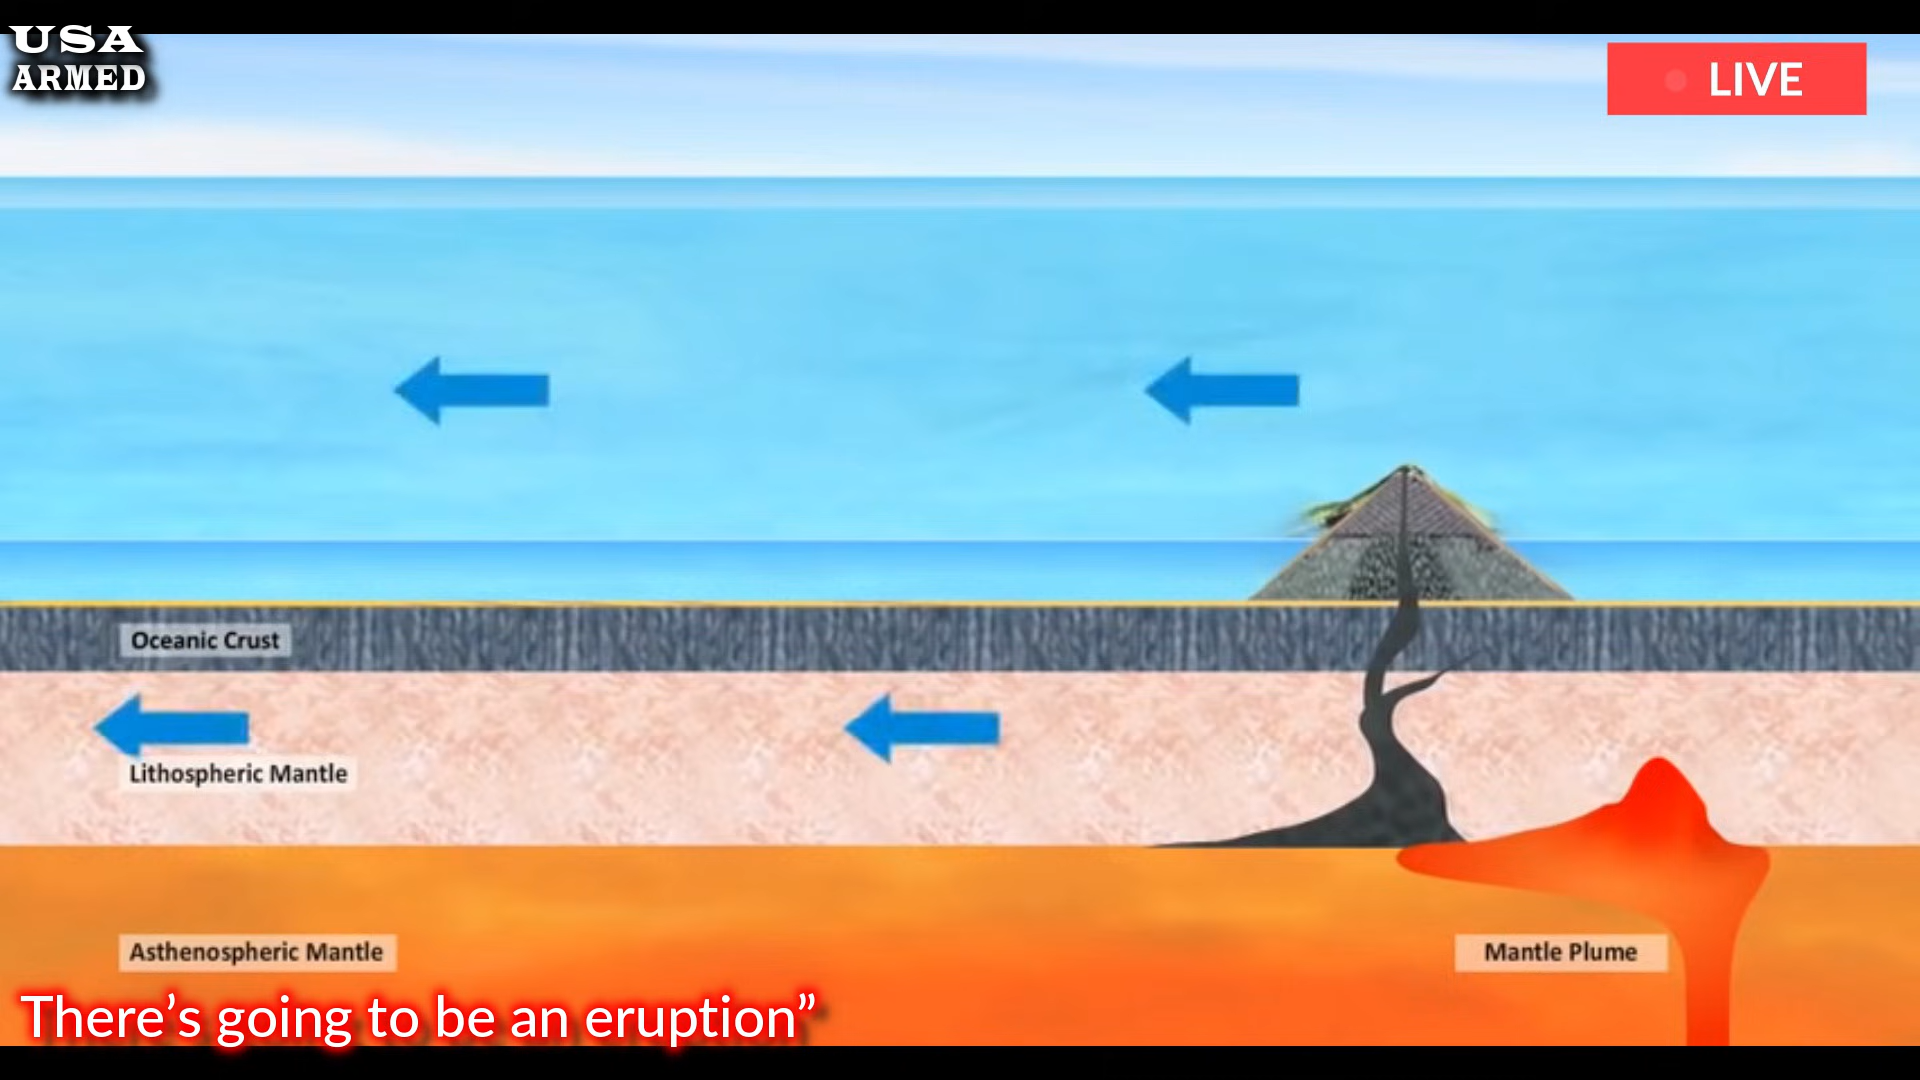 USA
ARMED
LIVE
Oceanic Crust
Lithospheric Mantle
Asthenospheric Mantle
Mantle Plume
There’s going to be an eruption”